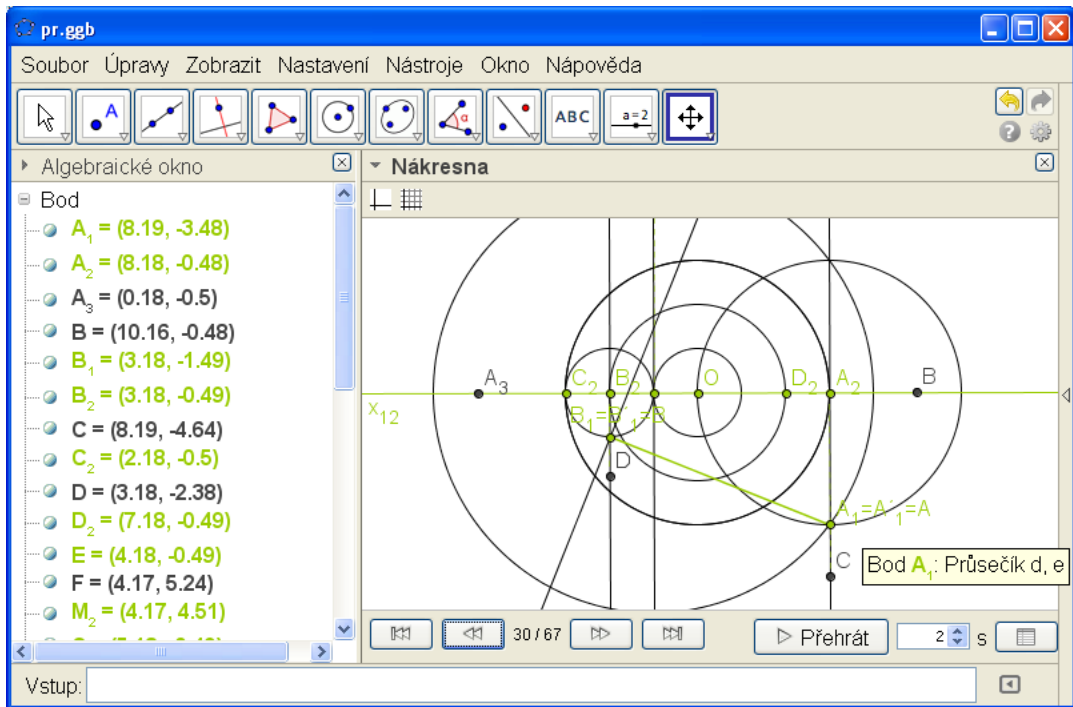 pr.ggb
Soubor Úpravy Zobrazit Nastavení Nástroje Okno Nápověda
A α ABC a=2
Algebraické okno
Nákresna
Bod
A₁ = (8.19, -3.48)
A₂ = (8.18, -0.48)
A₃ = (0.18, -0.5)
B = (10.16, -0.48)
B₁ = (3.18, -1.49)
B₂ = (3.18, -0.49)
C = (8.19, -4.64)
C₂ = (2.18, -0.5)
D = (3.18, -2.38)
D₂ = (7.18, -0.49)
E = (4.18, -0.49)
F = (4.17, 5.24)
M₂ = (4.17, 4.51)
A₃ C₂ B₂ O D₂ A₂ B
x₁₂
B₁=B´₁=B
D
A₁=A´₁=A
C
Bod A₁: Průsečík d, e
30 / 67
Přehrát
2 s
Vstup: